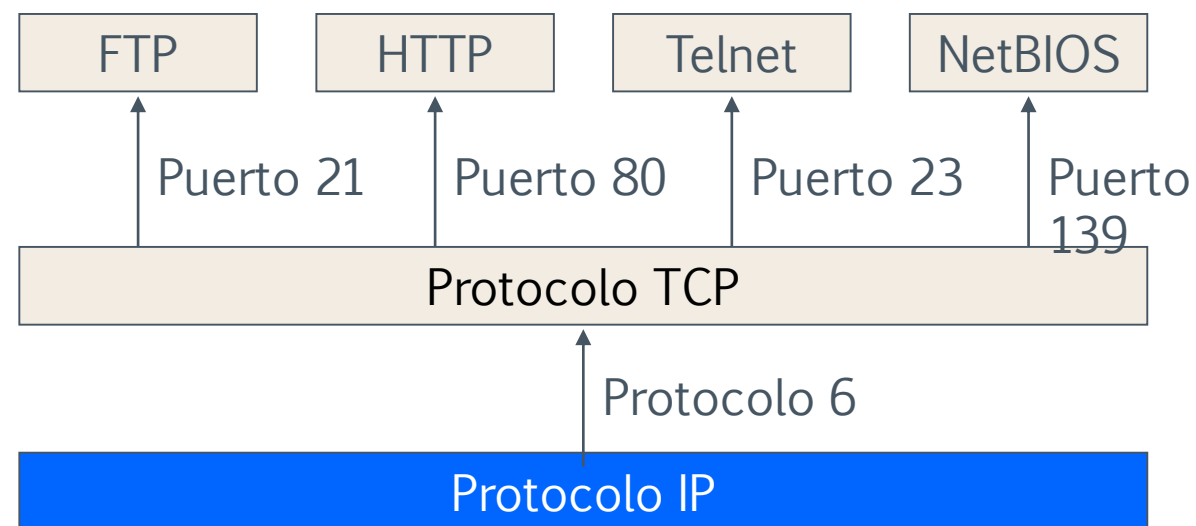 FTP
HTTP
Telnet
NetBIOS
Puerto 21
Puerto 80
Puerto 23
Puerto
139
Protocolo TCP
Protocolo 6
Protocolo IP